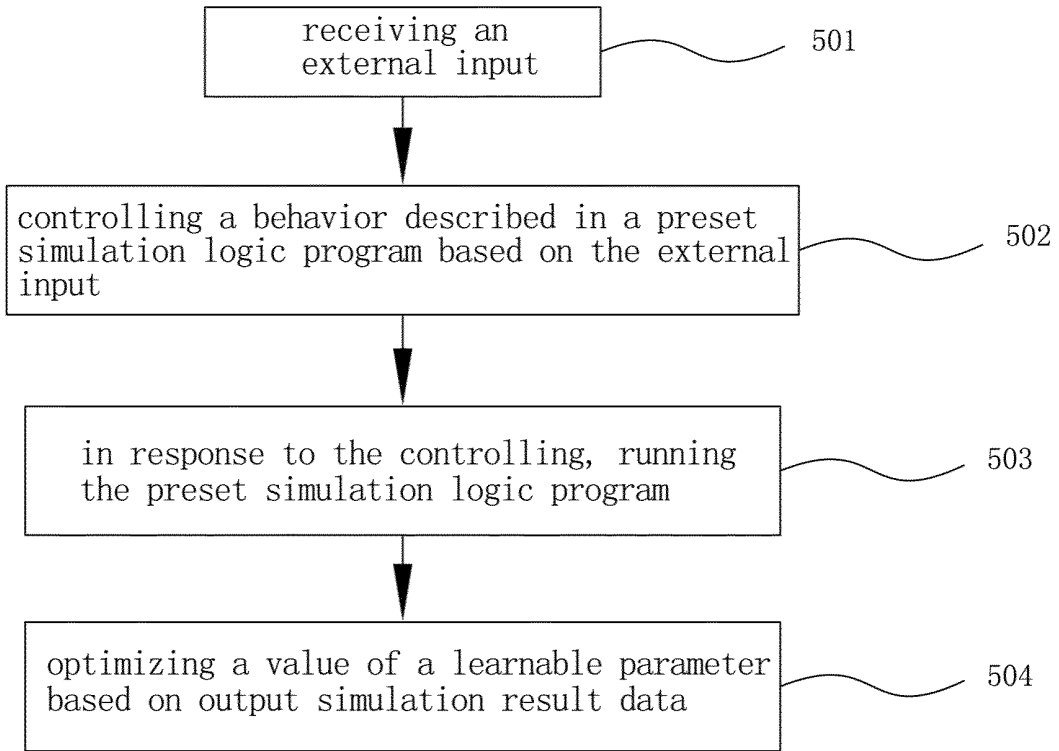 receiving an
external input
501
controlling a behavior described in a preset
simulation logic program based on the external
input
502
in response to the controlling, running
the preset simulation logic program
503
optimizing a value of a learnable parameter
based on output simulation result data
504